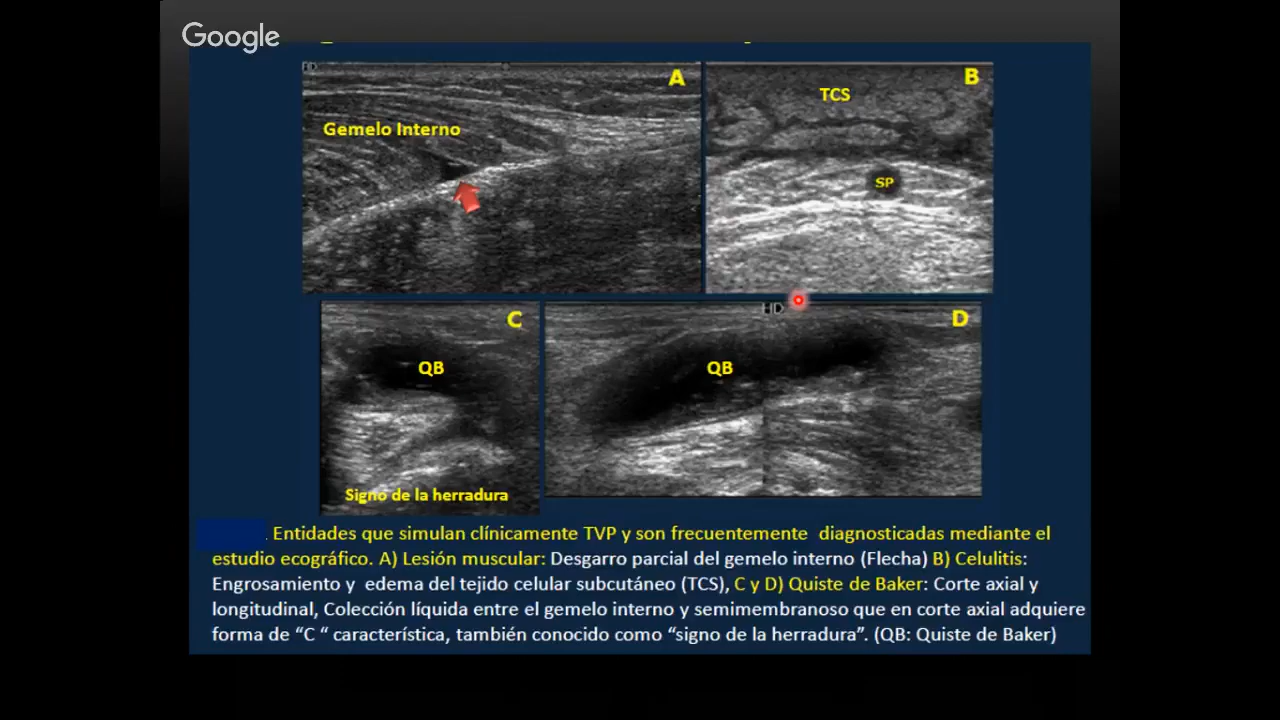 Google
A
B
TCS
Gemelo Interno
SP
HD
C
D
QB
QB
Signo de la herradura
. Entidades que simulan clínicamente TVP y son frecuentemente diagnosticadas mediante el
estudio ecográfico. A) Lesión muscular: Desgarro parcial del gemelo interno (Flecha) B) Celulitis:
Engrosamiento y edema del tejido celular subcutáneo (TCS), C y D) Quiste de Baker: Corte axial y
longitudinal, Colección líquida entre el gemelo interno y semimembranoso que en corte axial adquiere
forma de “C “ característica, también conocido como “signo de la herradura”. (QB: Quiste de Baker)